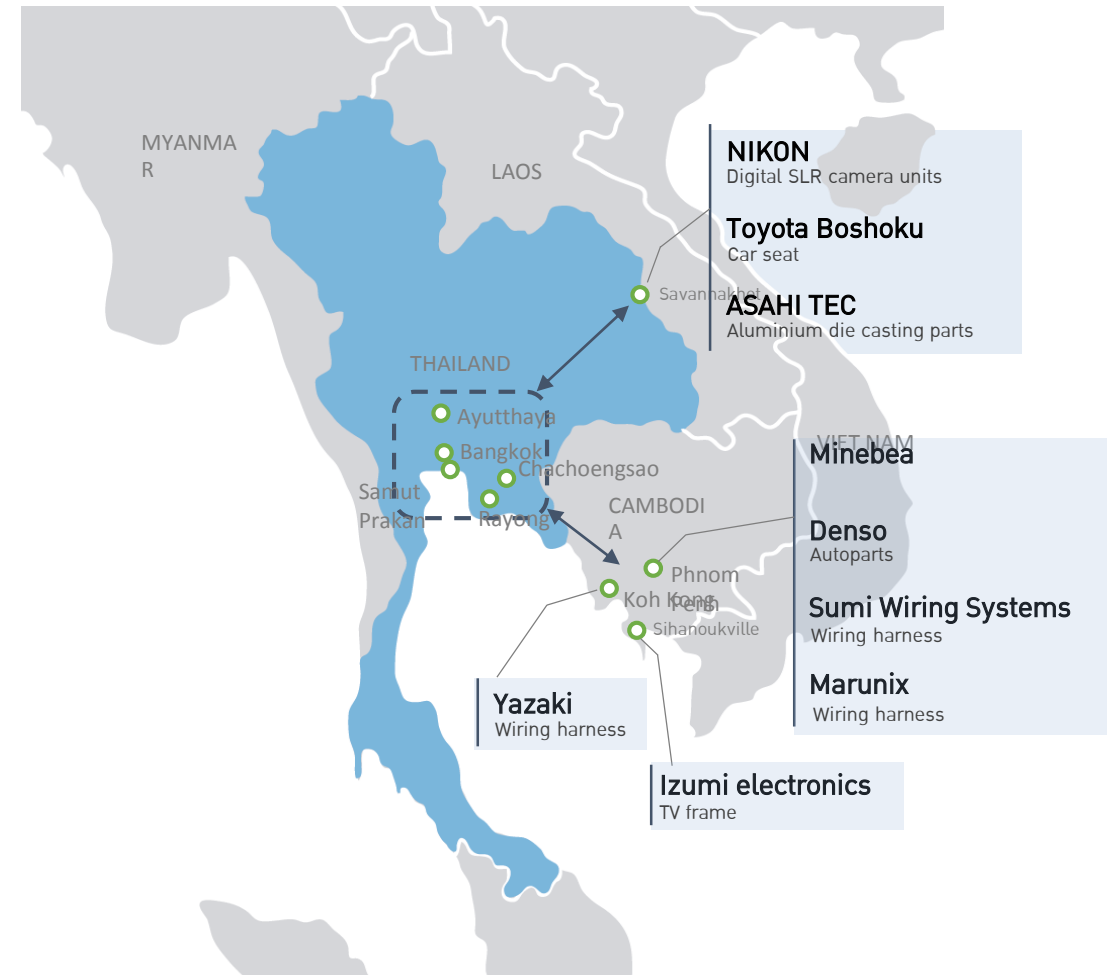 MYANMA
R
LAOS
NIKON
Digital SLR camera units
Toyota Boshoku
Car seat
Savannakhet
ASAHI TEC
Aluminium die casting parts
THAILAND
Ayutthaya
Bangkok
Chachoengsao
Samut
Prakan
Rayong
CAMBODI
A
VIET NAM
Minebea
Denso
Autoparts
Phnom
Penh
Koh Kong
Sihanoukville
Sumi Wiring Systems
Wiring harness
Marunix
Wiring harness
Yazaki
Wiring harness
Izumi electronics
TV frame